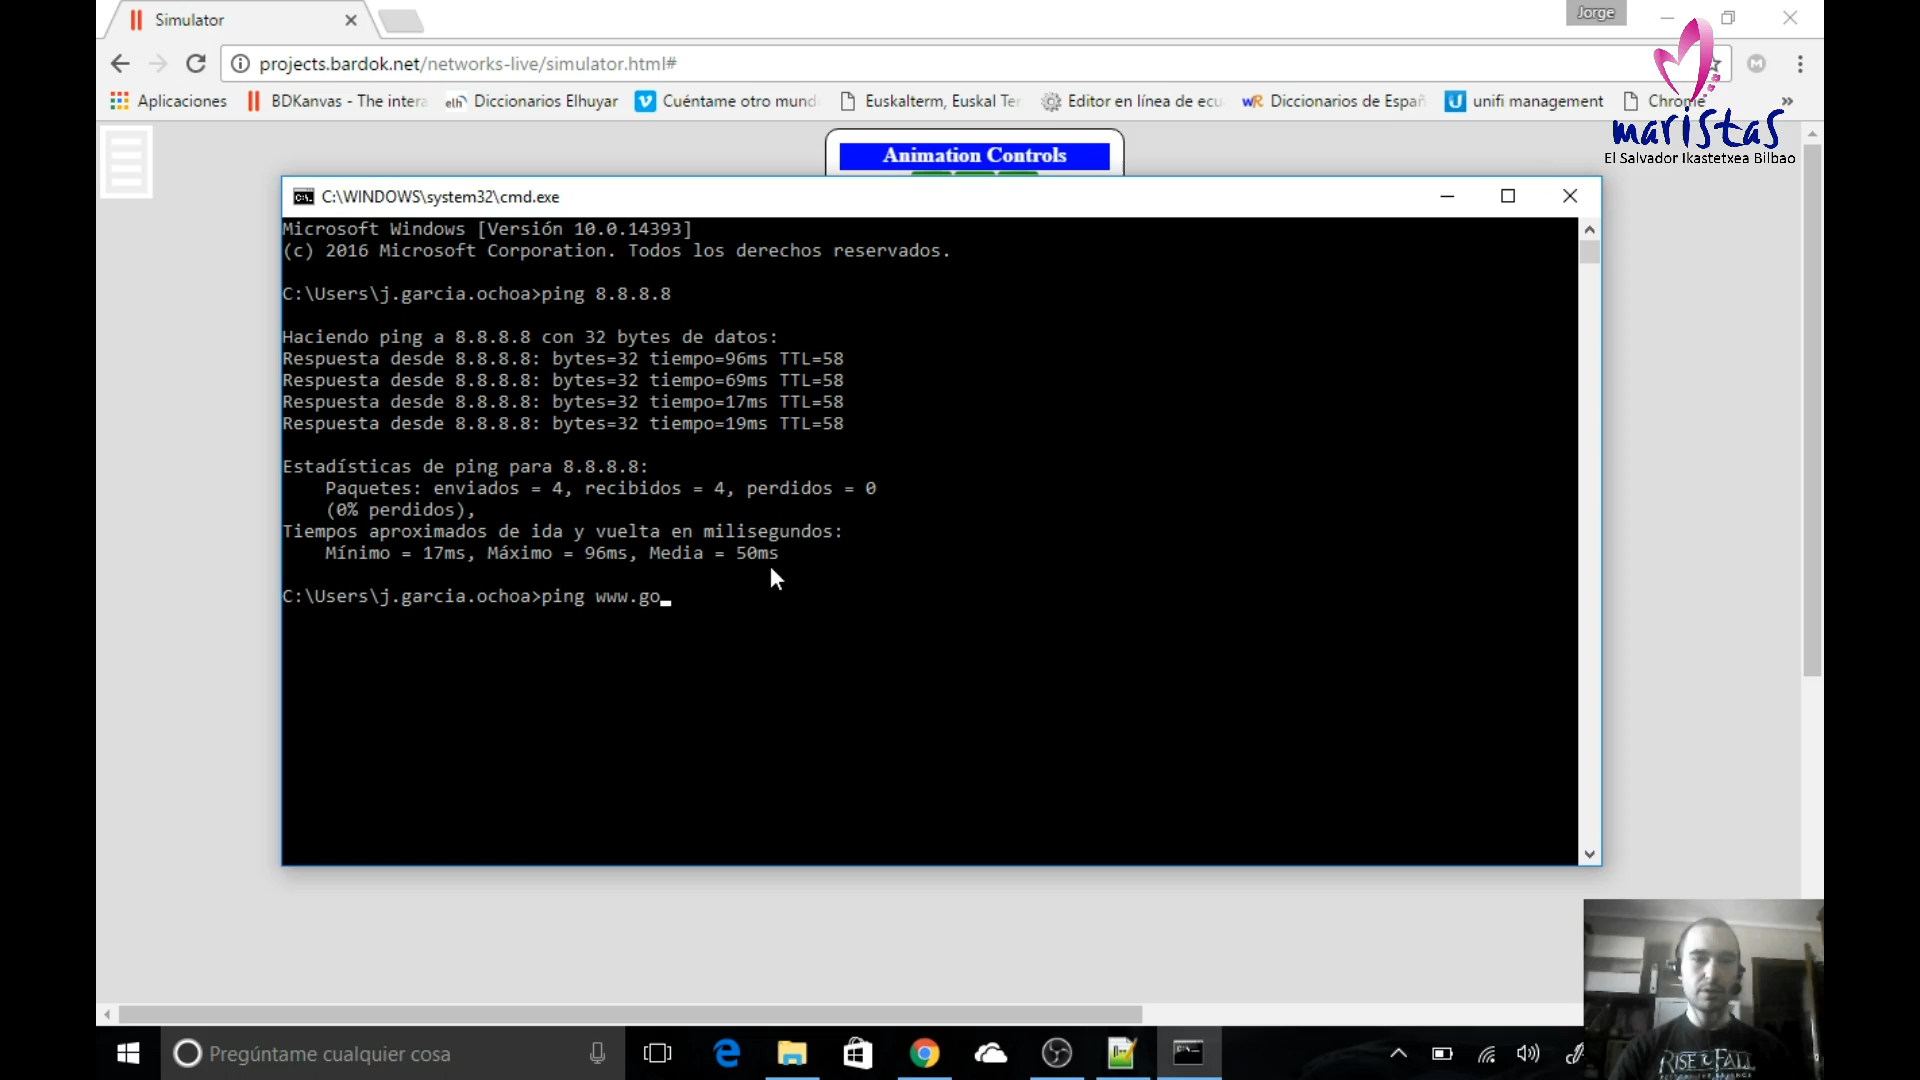 Simulator
Jorge
projects.bardok.net/networks-live/simulator.html#
M
Aplicaciones
BDKanvas - The intera
elh Diccionarios Elhuyar
Cuéntame otro mund
Euskalterm, Euskal Ter
Editor en línea de ecu
wR Diccionarios de Españ
unifi management
Chrome
»
maristas
El Salvador Ikastetxea Bilbao
Animation Controls
C:\WINDOWS\system32\cmd.exe
Microsoft Windows [Versión 10.0.14393]
(c) 2016 Microsoft Corporation. Todos los derechos reservados.
C:\Users\j.garcia.ochoa>ping 8.8.8.8
Haciendo ping a 8.8.8.8 con 32 bytes de datos:
Respuesta desde 8.8.8.8: bytes=32 tiempo=96ms TTL=58
Respuesta desde 8.8.8.8: bytes=32 tiempo=69ms TTL=58
Respuesta desde 8.8.8.8: bytes=32 tiempo=17ms TTL=58
Respuesta desde 8.8.8.8: bytes=32 tiempo=19ms TTL=58
Estadísticas de ping para 8.8.8.8:
Paquetes: enviados = 4, recibidos = 4, perdidos = 0
(0% perdidos),
Tiempos aproximados de ida y vuelta en milisegundos:
Mínimo = 17ms, Máximo = 96ms, Media = 50ms
C:\Users\j.garcia.ochoa>ping www.go_
Pregúntame cualquier cosa
RISE & FALL